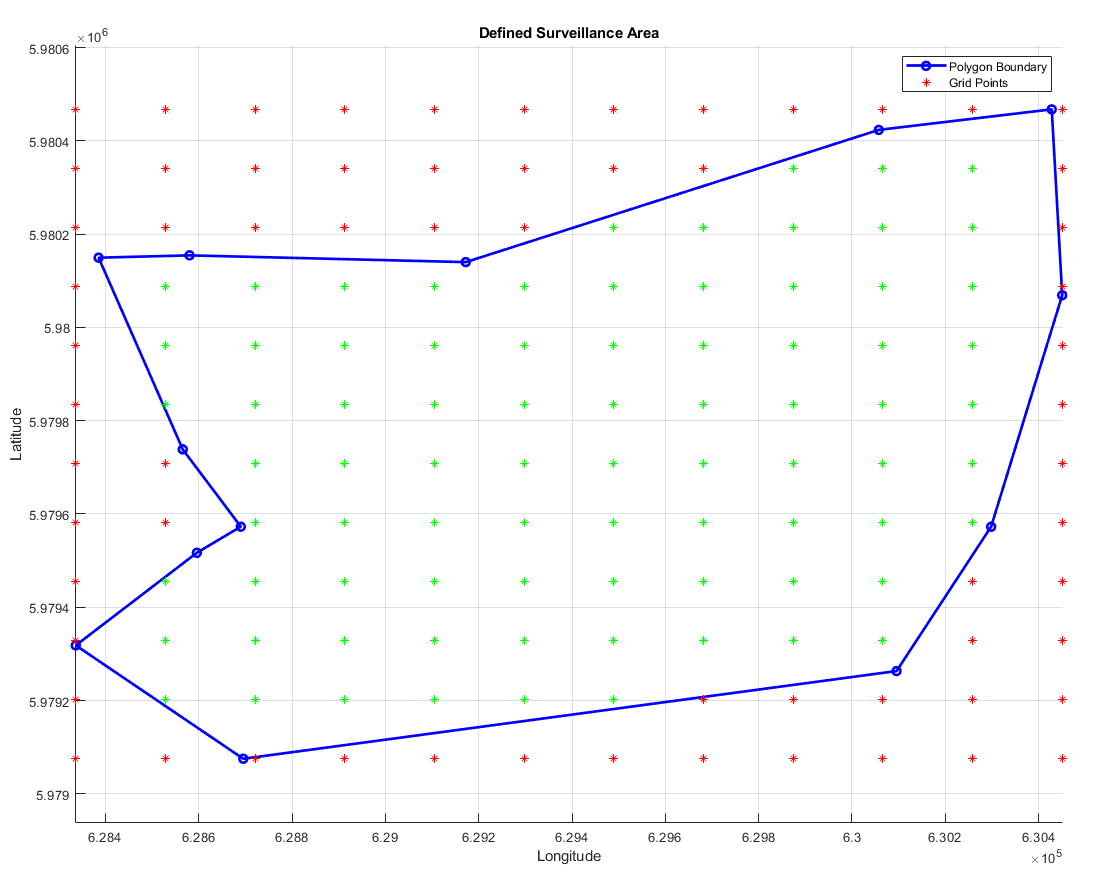 Defined Surveillance Area
×10^6
5.9806
5.9804
5.9802
5.98
5.9798
5.9796
5.9794
5.9792
5.979
Latitude
Polygon Boundary
Grid Points
6.284 6.286 6.288 6.29 6.292 6.294 6.296 6.298 6.3 6.302 6.304
Longitude
×10^5